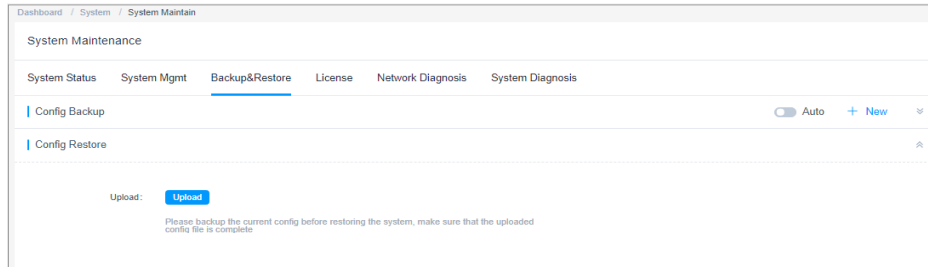 Dashboard / System / System Maintain
System Maintenance
System Status System Mgmt Backup&Restore License Network Diagnosis System Diagnosis
Config Backup Auto + New
Config Restore
Upload: Upload
Please backup the current config before restoring the system, make sure that the uploaded
config file is complete